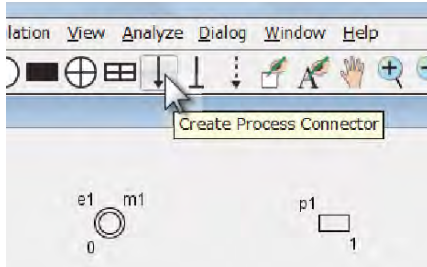 lation View Analyze Dialog Window Help
Create Process Connector
e1 m1
0
p1
1